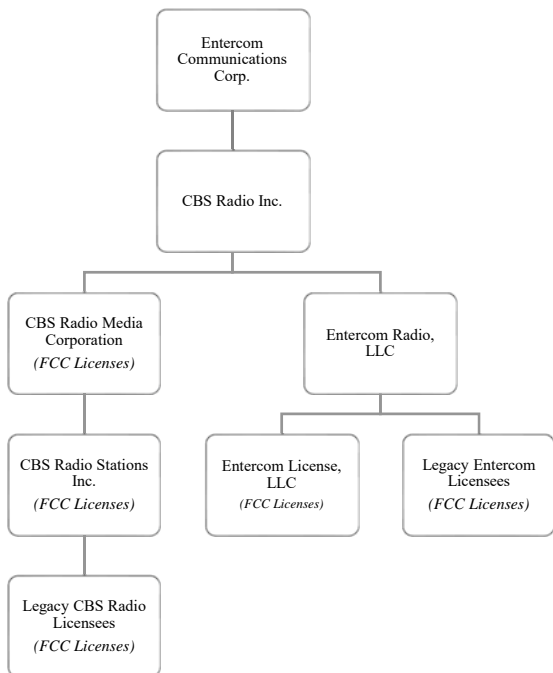 Entercom
Communications
Corp.
CBS Radio Inc.
CBS Radio Media
Corporation
(FCC Licenses)
Entercom Radio,
LLC
CBS Radio Stations
Inc.
(FCC Licenses)
Entercom License,
LLC
(FCC Licenses)
Legacy Entercom
Licensees
(FCC Licenses)
Legacy CBS Radio
Licensees
(FCC Licenses)